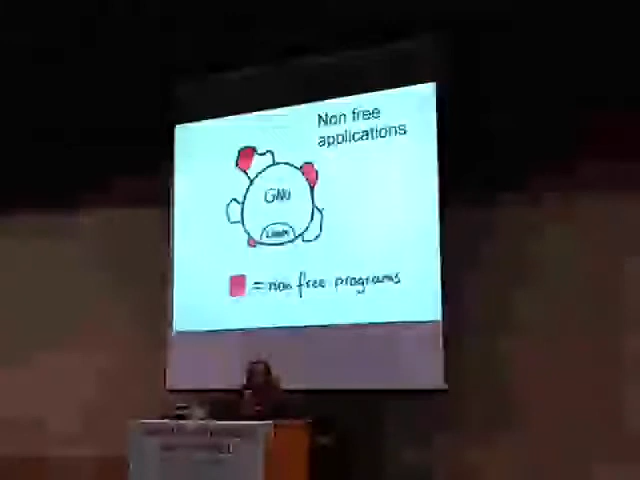 Non free
applications
GNU
Linux
= non free programs